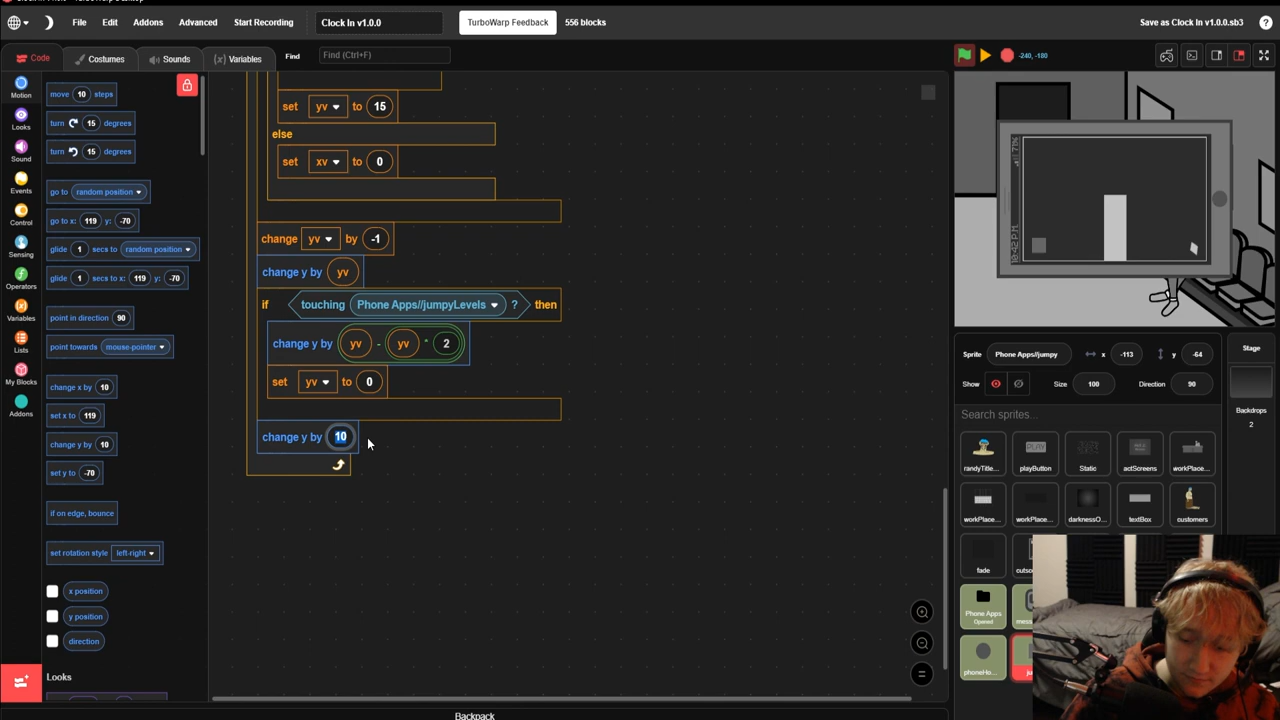 File Edit Addons Advanced Start Recording Clock In v1.0.0 TurboWarp Feedback 556 blocks Save as Clock In v1.0.0.sb3 ?
Code Costumes Sounds Variables Find Find (Ctrl+F) -240, -180
Motion
Looks
Sound
Events
Control
Sensing
Operators
Variables
Lists
My Blocks
Addons
move 10 steps
turn 15 degrees
turn 15 degrees
go to random position
go to x: 119 y: -70
glide 1 secs to random position
glide 1 secs to x: 119 y: -70
point in direction 90
point towards mouse-pointer
change x by 10
set x to 119
change y by 10
set y to -70
if on edge, bounce
set rotation style left-right
x position
y position
direction
Looks
set yv to 15
else
set xv to 0
change yv by -1
change y by yv
if touching Phone Apps//jumpyLevels ? then
change y by yv - yv * 2
set yv to 0
change y by 10
Backpack
10:42 P.M.
Sprite Phone Apps//jumpy x -113 y -64
Show Size 100 Direction 90
Search sprites...
randyTitle... playButton Static actScreens workPlace...
workPlace... workPlace... darknessO... textBox customers
fade
Phone Apps
Opened
phoneHo...
Stage
Backdrops
2